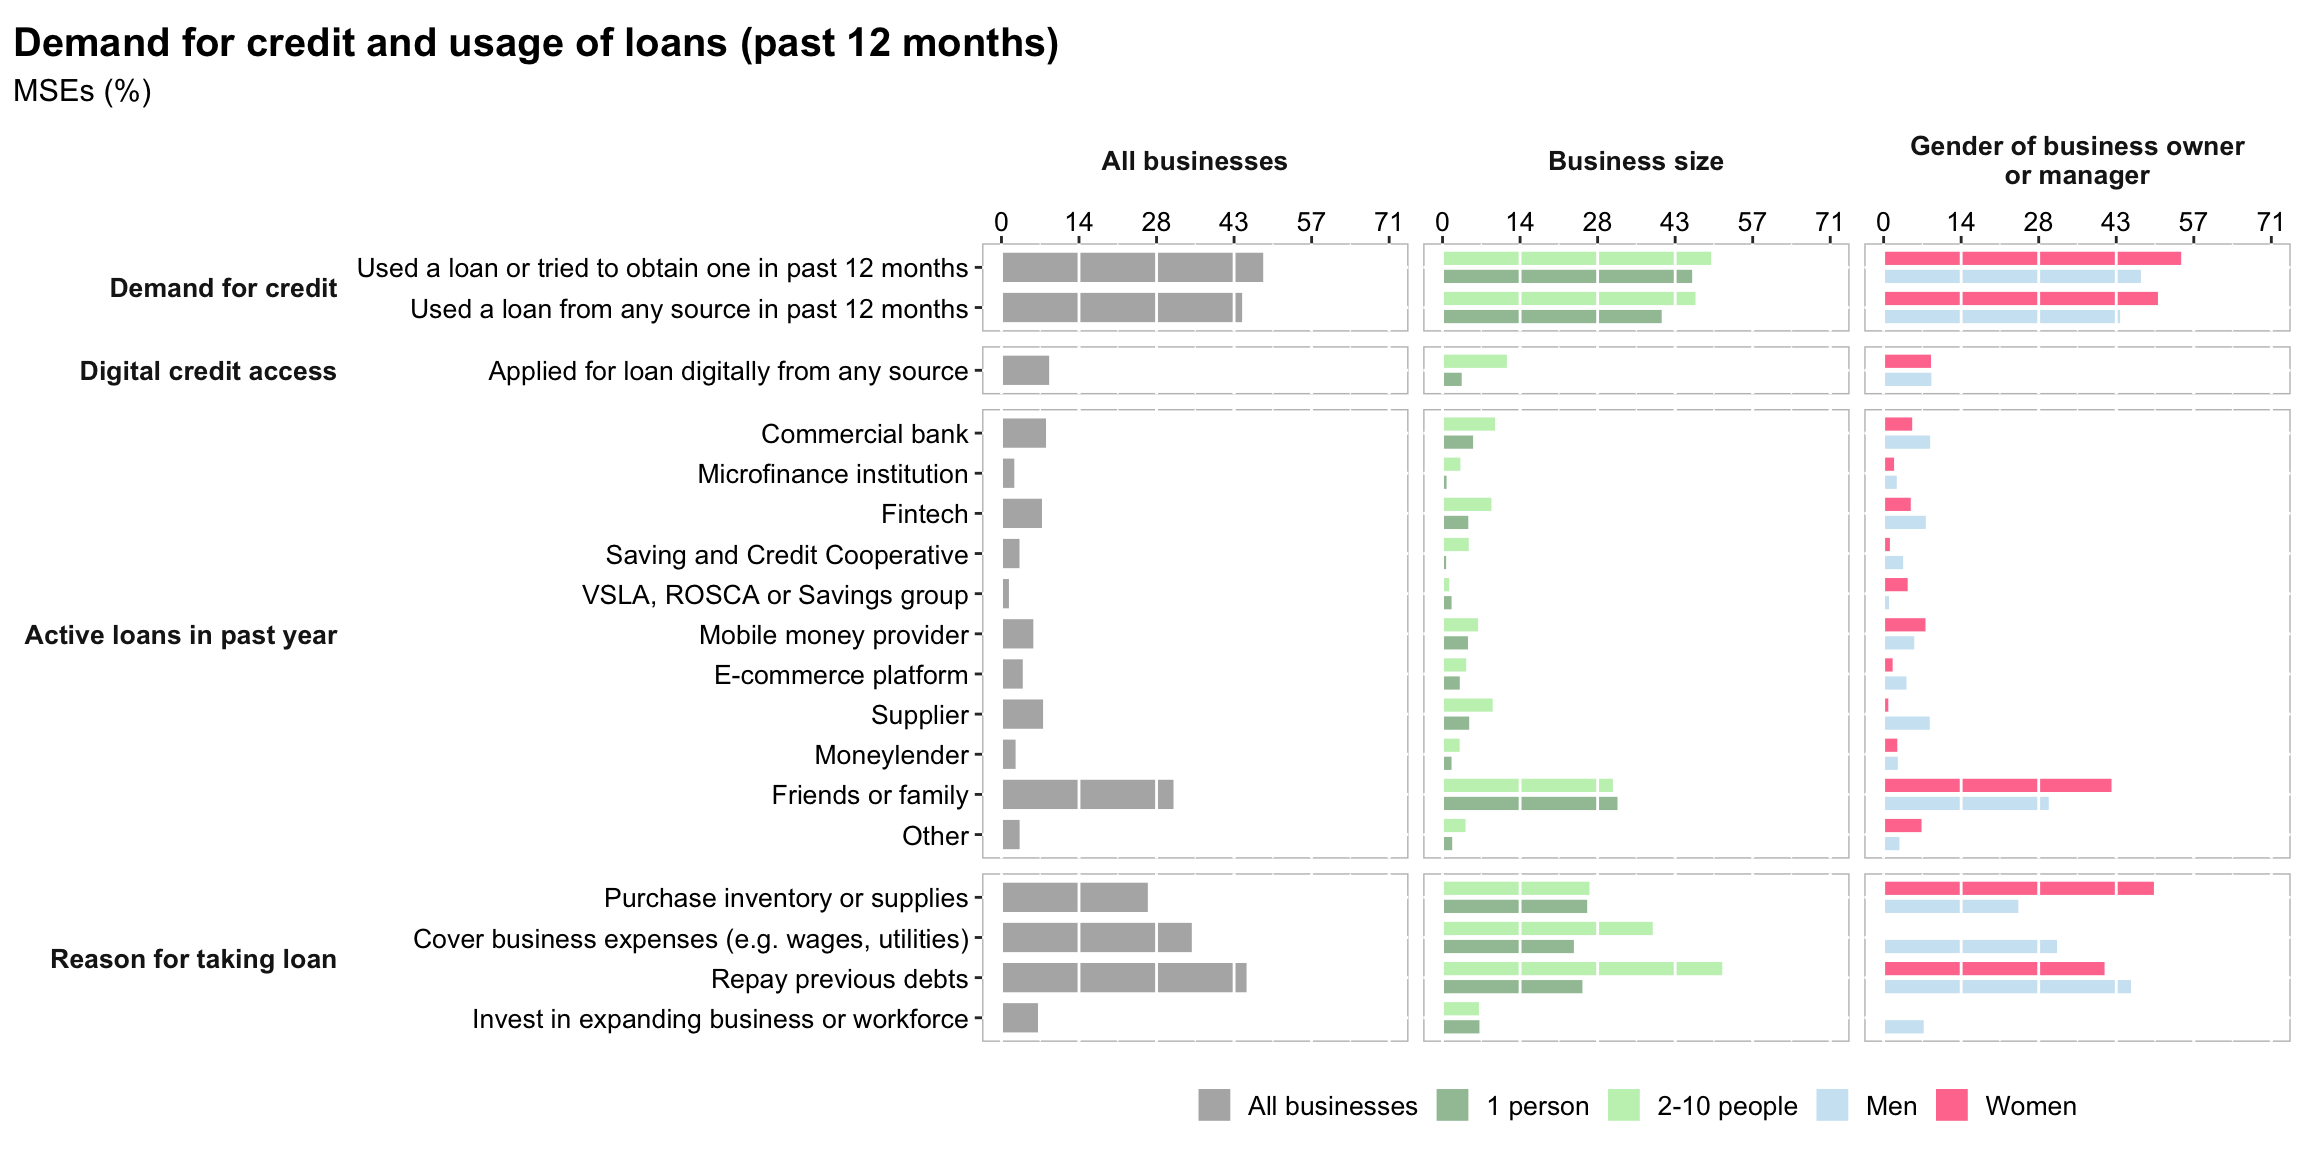 Demand for credit and usage of loans (past 12 months)
MSEs (%)
All businesses
Business size
Gender of business owner
or manager
0 14 28 43 57 71
0 14 28 43 57 71
0 14 28 43 57 71
Demand for credit
Used a loan or tried to obtain one in past 12 months
Used a loan from any source in past 12 months
Digital credit access
Applied for loan digitally from any source
Active loans in past year
Commercial bank
Microfinance institution
Fintech
Saving and Credit Cooperative
VSLA, ROSCA or Savings group
Mobile money provider
E-commerce platform
Supplier
Moneylender
Friends or family
Other
Reason for taking loan
Purchase inventory or supplies
Cover business expenses (e.g. wages, utilities)
Repay previous debts
Invest in expanding business or workforce
All businesses
1 person
2-10 people
Men
Women